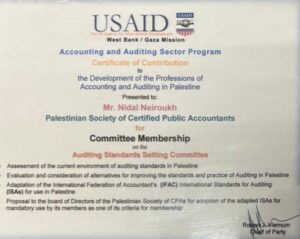 USAID
West Bank / Gaza Mission
Accounting and Auditing Sector Program
Certificate of Contribution
to
the Development of the Professions of
Accounting and Auditing in Palestine
Presented to:
Mr. Nidal Neiroukh
Palestinian Society of Certified Public Accountants
for
Committee Membership
on the
Auditing Standards Setting Committee
Assessment of the current environment of auditing standards in Palestine
Evaluation and consideration of alternatives for improving the standards and practice of Auditing in Palestine
Adaptation of the International Federation of Accountant's (IFAC) International Standards for Auditing
(ISAs) for use in Palestine.
Proposal to the board of Directors of the Palestinian Society of CPAs for adoption of the adapted ISAs for
mandatory use by its members as one of its criteria for membership
Chief of Party